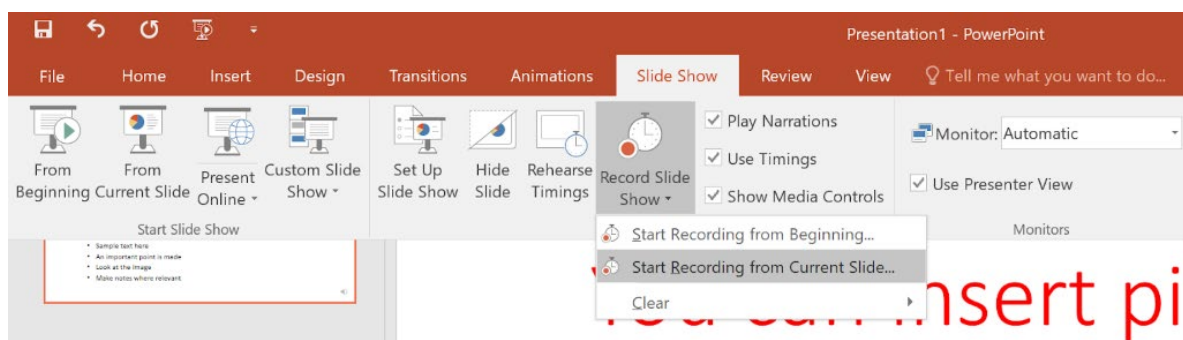 Presentation1 - PowerPoint
File Home Insert Design Transitions Animations Slide Show Review View Tell me what you want to do...
From Beginning
From Current Slide
Present Online
Custom Slide Show
Set Up Slide Show
Hide Slide
Rehearse Timings
Record Slide Show
Play Narrations
Use Timings
Show Media Controls
Monitor: Automatic
Use Presenter View
Start Slide Show
Monitors
Start Recording from Beginning...
Start Recording from Current Slide...
Clear
• Sample text here
• An important point is made
• Look at the image
• Make notes where relevant
You can insert pi